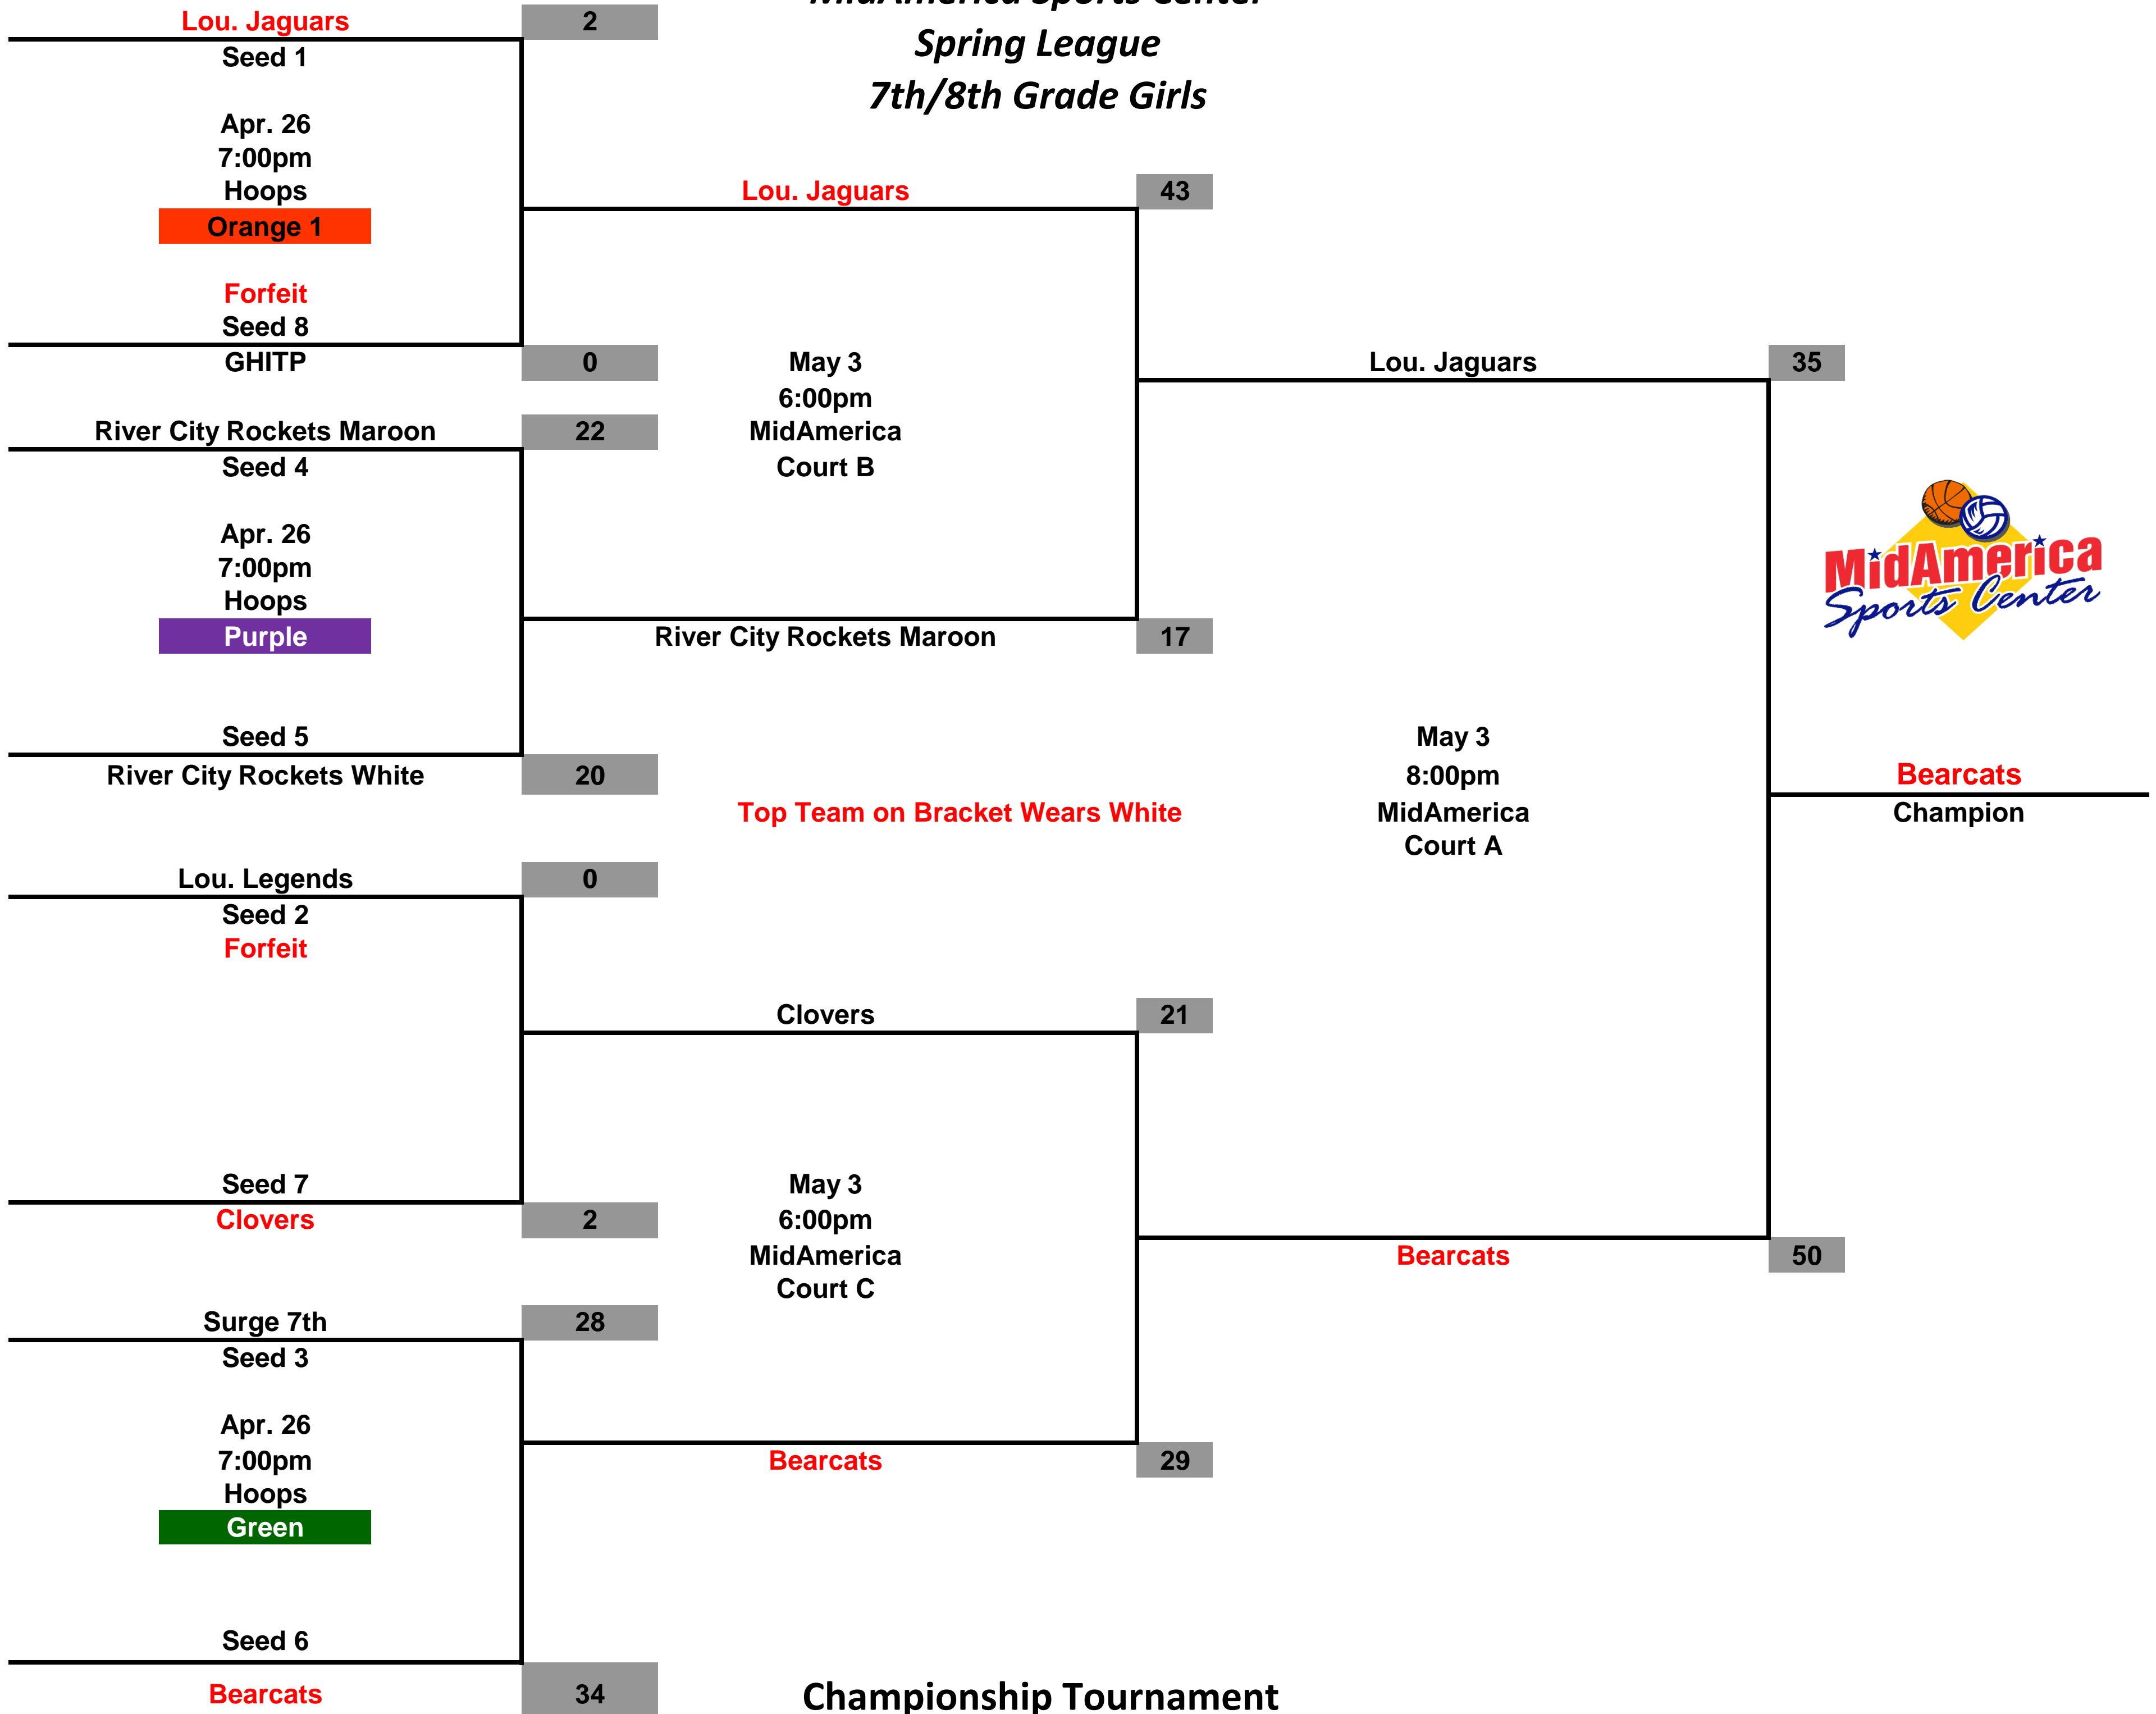 MidAmerica Sports Center
Spring League
7th/8th Grade Girls
Lou. Jaguars
2
Seed 1
Apr. 26
7:00pm
Hoops
Orange 1
Forfeit
Seed 8
GHITP
0
River City Rockets Maroon
22
Seed 4
Apr. 26
7:00pm
Hoops
Purple
Seed 5
River City Rockets White
20
Lou. Legends
0
Seed 2
Forfeit
Seed 7
Clovers
2
Surge 7th
28
Seed 3
Apr. 26
7:00pm
Hoops
Green
Seed 6
Bearcats
34
Lou. Jaguars
43
May 3
6:00pm
MidAmerica
Court B
River City Rockets Maroon
17
Top Team on Bracket Wears White
Clovers
21
May 3
6:00pm
MidAmerica
Court C
Bearcats
29
Lou. Jaguars
35
May 3
8:00pm
MidAmerica
Court A
Bearcats
50
MidAmerica
Sports Center
Bearcats
Champion
Championship Tournament